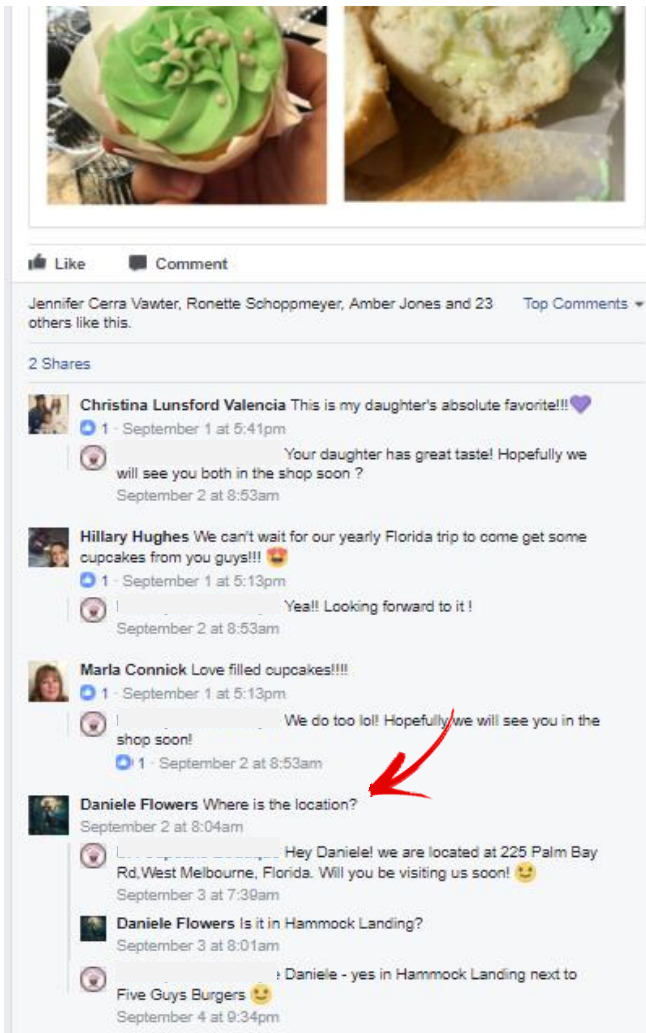 Like Comment
Jennifer Cerra Vawter, Ronette Schoppmeyer, Amber Jones and 23 Top Comments
others like this.
2 Shares
Christina Lunsford Valencia This is my daughter's absolute favorite!!!💜
1 · September 1 at 5:41pm
Your daughter has great taste! Hopefully we
will see you both in the shop soon ?
September 2 at 8:53am
Hillary Hughes We can't wait for our yearly Florida trip to come get some
cupcakes from you guys!!! 😍
1 · September 1 at 5:13pm
Yea!! Looking forward to it !
September 2 at 8:53am
Marla Connick Love filled cupcakes!!!!
1 · September 1 at 5:13pm
We do too lol! Hopefully we will see you in the
shop soon!
1 · September 2 at 8:53am
Daniele Flowers Where is the location?
September 2 at 8:04am
Hey Daniele! we are located at 225 Palm Bay
Rd,West Melbourne, Florida. Will you be visiting us soon! 😉
September 3 at 7:39am
Daniele Flowers Is it in Hammock Landing?
September 3 at 8:01am
Daniele - yes in Hammock Landing next to
Five Guys Burgers 😉
September 4 at 9:34pm